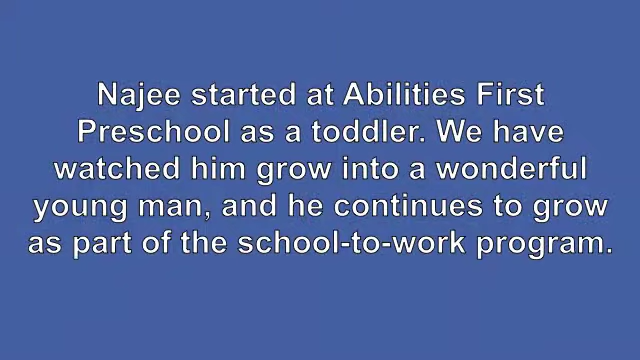 Najee started at Abilities First
Preschool as a toddler. We have
watched him grow into a wonderful
young man, and he continues to grow
as part of the school-to-work program.